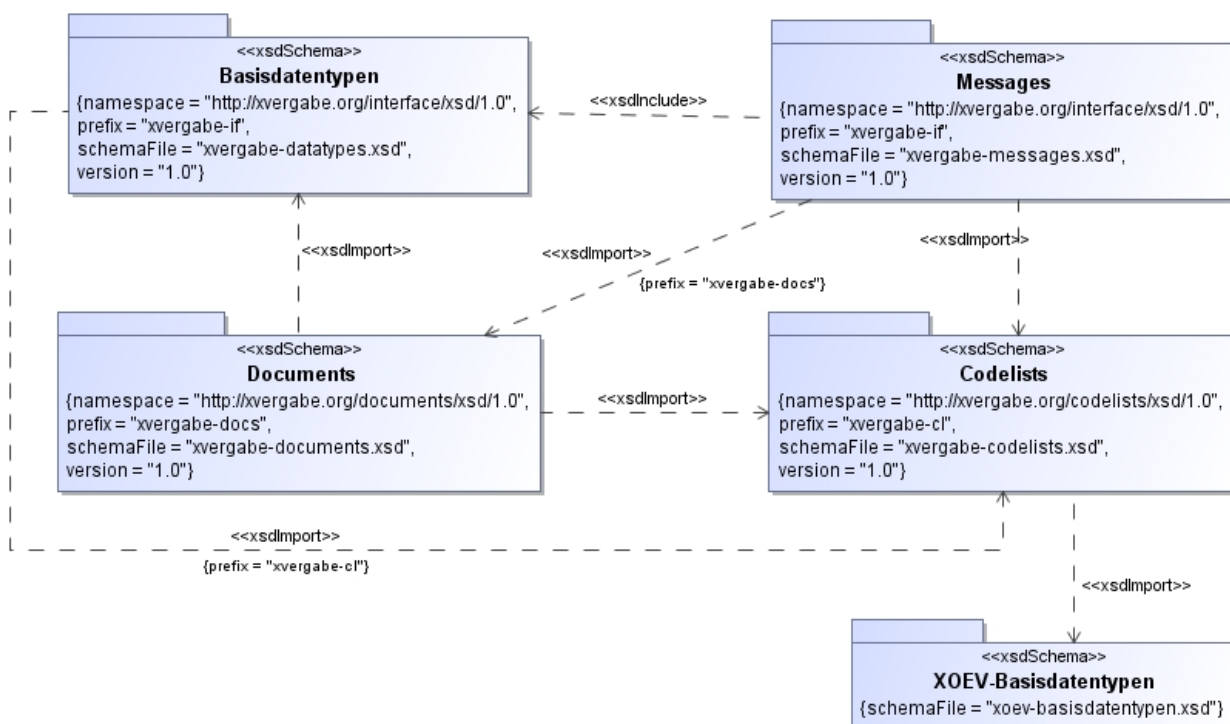 <<xsdSchema>>
Basisdatentypen
{namespace = "http://xvergabe.org/interface/xsd/1.0",
prefix = "xvergabe-if",
schemaFile = "xvergabe-datatypes.xsd",
version = "1.0"}
<<xsdInclude>>
<<xsdSchema>>
Messages
{namespace = "http://xvergabe.org/interface/xsd/1.0",
prefix = "xvergabe-if",
schemaFile = "xvergabe-messages.xsd",
version = "1.0"}
<<xsdImport>>
<<xsdImport>>
{prefix = "xvergabe-docs"}
<<xsdImport>>
<<xsdSchema>>
Documents
{namespace = "http://xvergabe.org/documents/xsd/1.0",
prefix = "xvergabe-docs",
schemaFile = "xvergabe-documents.xsd",
version = "1.0"}
<<xsdImport>>
<<xsdSchema>>
Codelists
{namespace = "http://xvergabe.org/codelists/xsd/1.0",
prefix = "xvergabe-cl",
schemaFile = "xvergabe-codelists.xsd",
version = "1.0"}
<<xsdImport>>
{prefix = "xvergabe-cl"}
<<xsdImport>>
<<xsdSchema>>
XOEV-Basisdatentypen
{schemaFile = "xoev-basisdatentypen.xsd"}